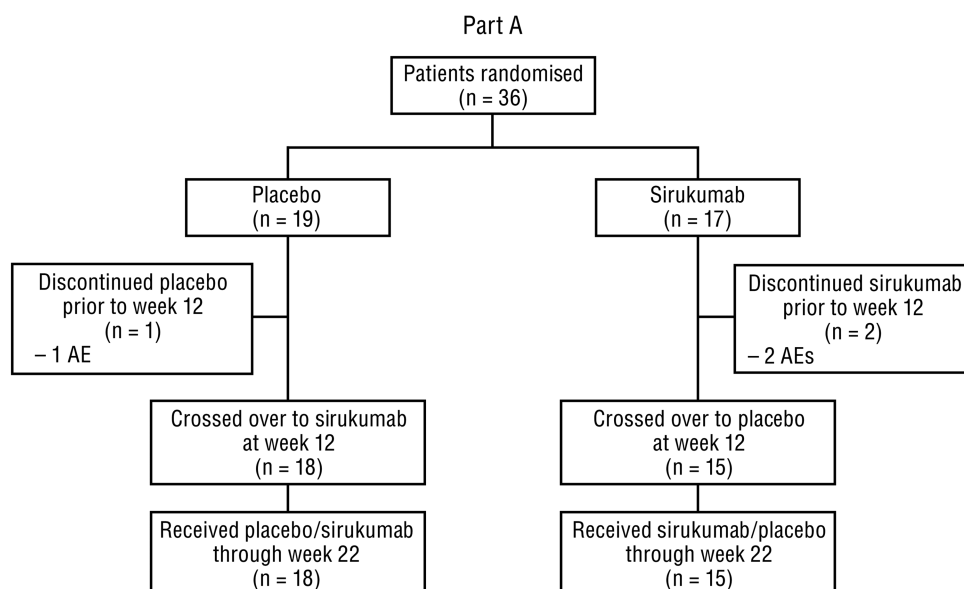 Part A
Patients randomised
(n = 36)
Placebo
(n = 19)
Sirukumab
(n = 17)
Discontinued placebo
prior to week 12
(n = 1)
– 1 AE
Discontinued sirukumab
prior to week 12
(n = 2)
– 2 AEs
Crossed over to sirukumab
at week 12
(n = 18)
Crossed over to placebo
at week 12
(n = 15)
Received placebo/sirukumab
through week 22
(n = 18)
Received sirukumab/placebo
through week 22
(n = 15)